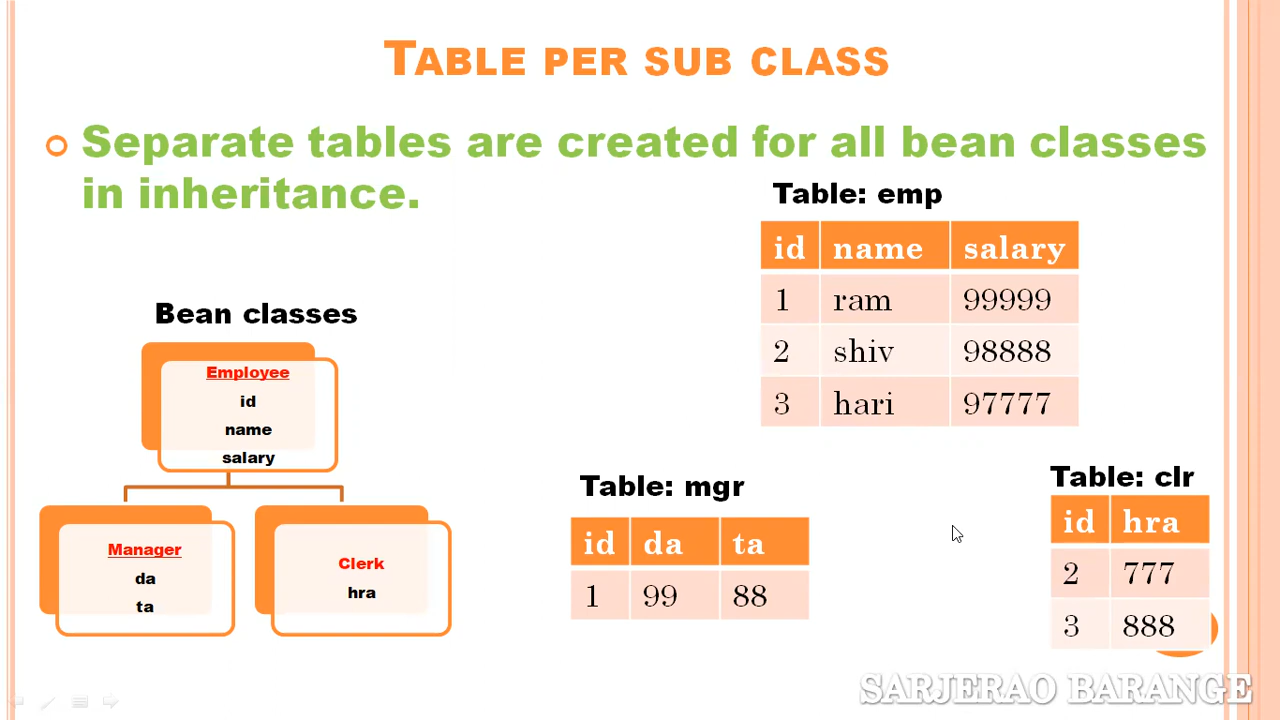 TABLE PER SUB CLASS
Separate tables are created for all bean classes
in inheritance.
Table: emp
id name salary
1 ram 99999
2 shiv 98888
3 hari 97777
Bean classes
Employee
id
name
salary
Manager
da
ta
Clerk
hra
Table: mgr
id da ta
1 99 88
Table: clr
id hra
2 777
3 888
SARJERAO BARANGE